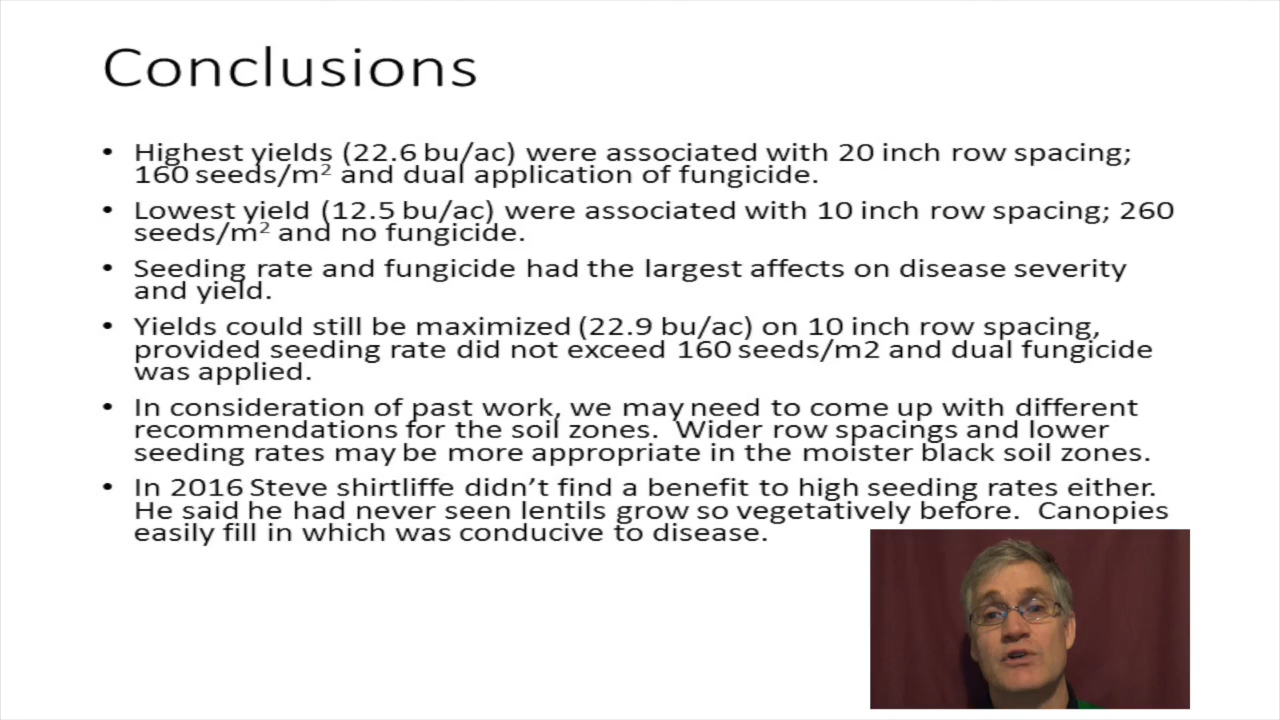 Conclusions
• Highest yields (22.6 bu/ac) were associated with 20 inch row spacing;
160 seeds/m² and dual application of fungicide.
• Lowest yield (12.5 bu/ac) were associated with 10 inch row spacing; 260
seeds/m² and no fungicide.
• Seeding rate and fungicide had the largest affects on disease severity
and yield.
• Yields could still be maximized (22.9 bu/ac) on 10 inch row spacing,
provided seeding rate did not exceed 160 seeds/m2 and dual fungicide
was applied.
• In consideration of past work, we may need to come up with different
recommendations for the soil zones. Wider row spacings and lower
seeding rates may be more appropriate in the moister black soil zones.
• In 2016 Steve shirtliffe didn't find a benefit to high seeding rates either.
He said he had never seen lentils grow so vegetatively before. Canopies
easily fill in which was conducive to disease.